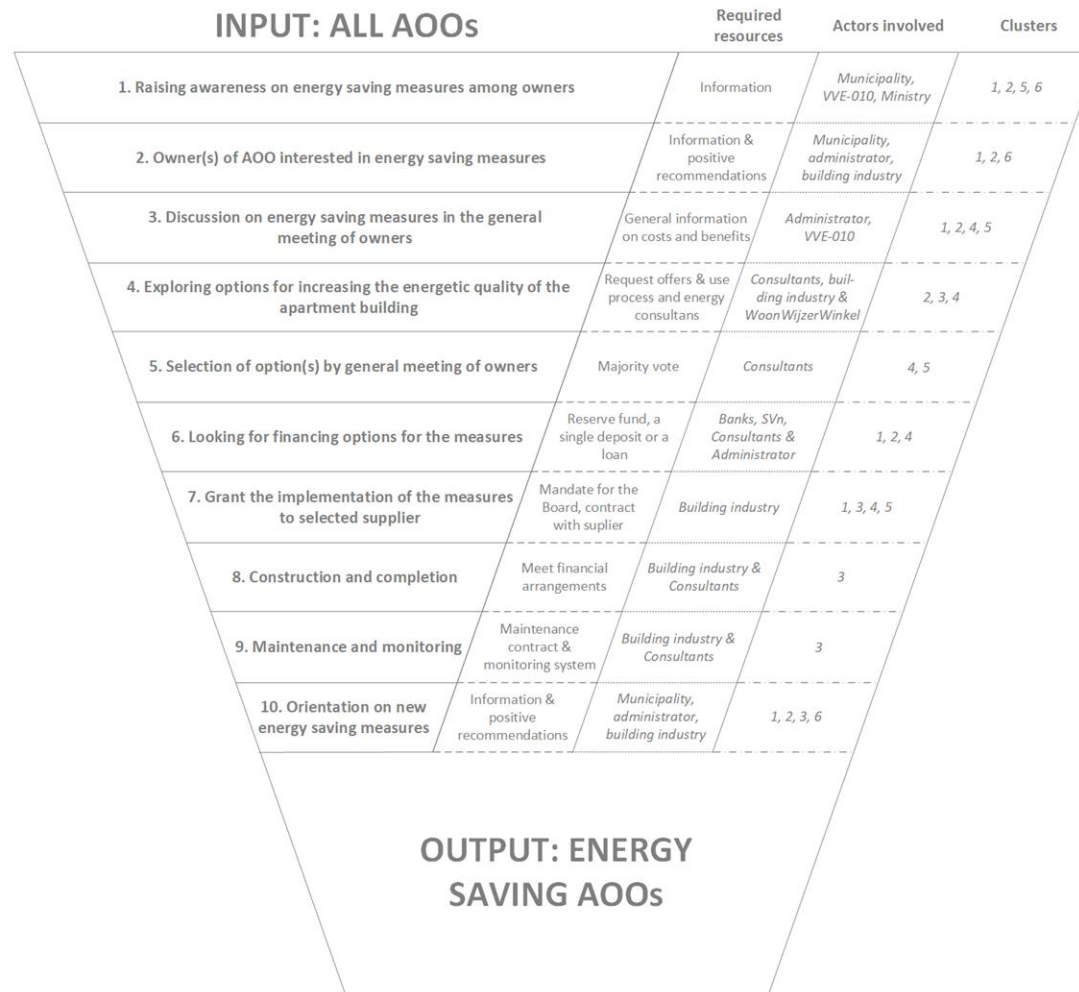 INPUT: ALL AOOs
Required
resources
Actors involved
Clusters
1. Raising awareness on energy saving measures among owners
Information
Municipality,
VVE-010, Ministry
1, 2, 5, 6
2. Owner(s) of AOO interested in energy saving measures
Information &
positive
recommendations
Municipality,
administrator,
building industry
1, 2, 6
3. Discussion on energy saving measures in the general
meeting of owners
General information
on costs and benefits
Administrator,
VVE-010
1, 2, 4, 5
4. Exploring options for increasing the energetic quality of the
apartment building
Request offers & use
process and energy
consultans
Consultants, buil-
ding industry &
WoonWijzerWinkel
2, 3, 4
5. Selection of option(s) by general meeting of owners
Majority vote
Consultants
4, 5
6. Looking for financing options for the measures
Reserve fund, a
single deposit or a
loan
Banks, SVn,
Consultants &
Administrator
1, 2, 4
7. Grant the implementation of the measures
to selected supplier
Mandate for the
Board, contract
with suplier
Building industry
1, 3, 4, 5
8. Construction and completion
Meet financial
arrangements
Building industry &
Consultants
3
9. Maintenance and monitoring
Maintenance
contract &
monitoring system
Building industry &
Consultants
3
10. Orientation on new
energy saving measures
Information &
positive
recommendations
Municipality,
administrator,
building industry
1, 2, 3, 6
OUTPUT: ENERGY
SAVING AOOs